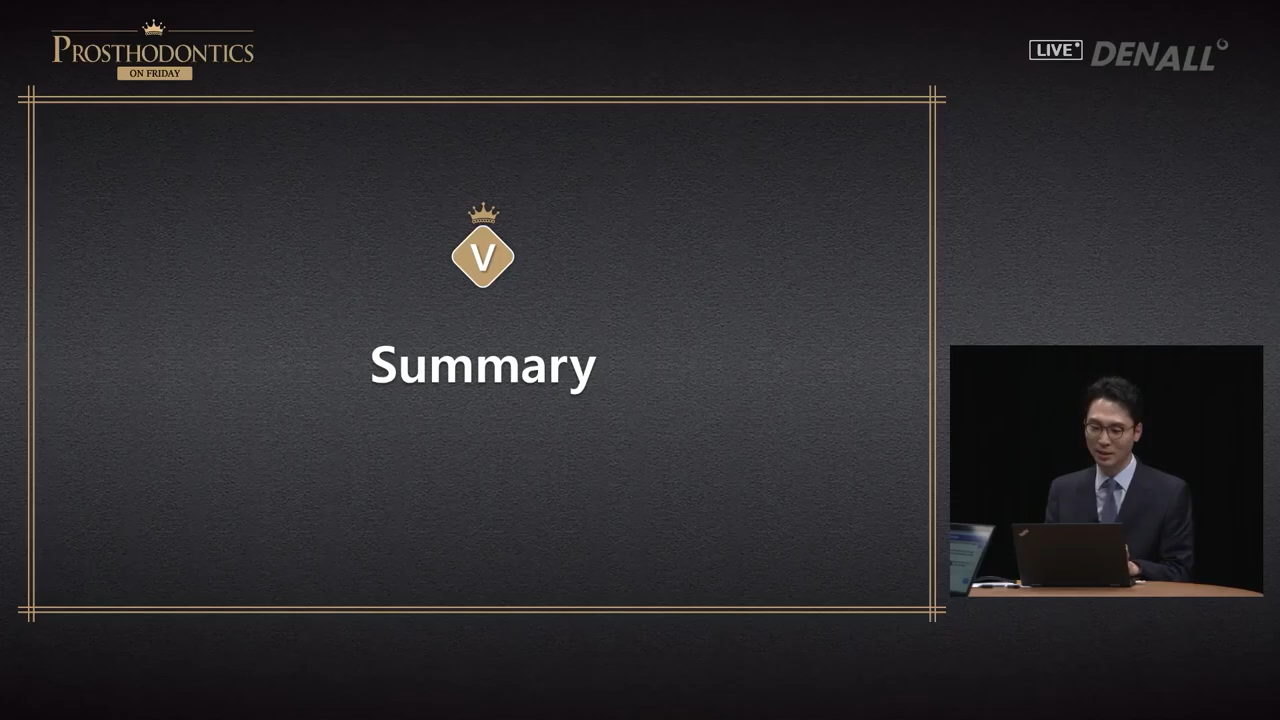 PROSTHODONTICS
ON FRIDAY
LIVE
DENALL
V
Summary